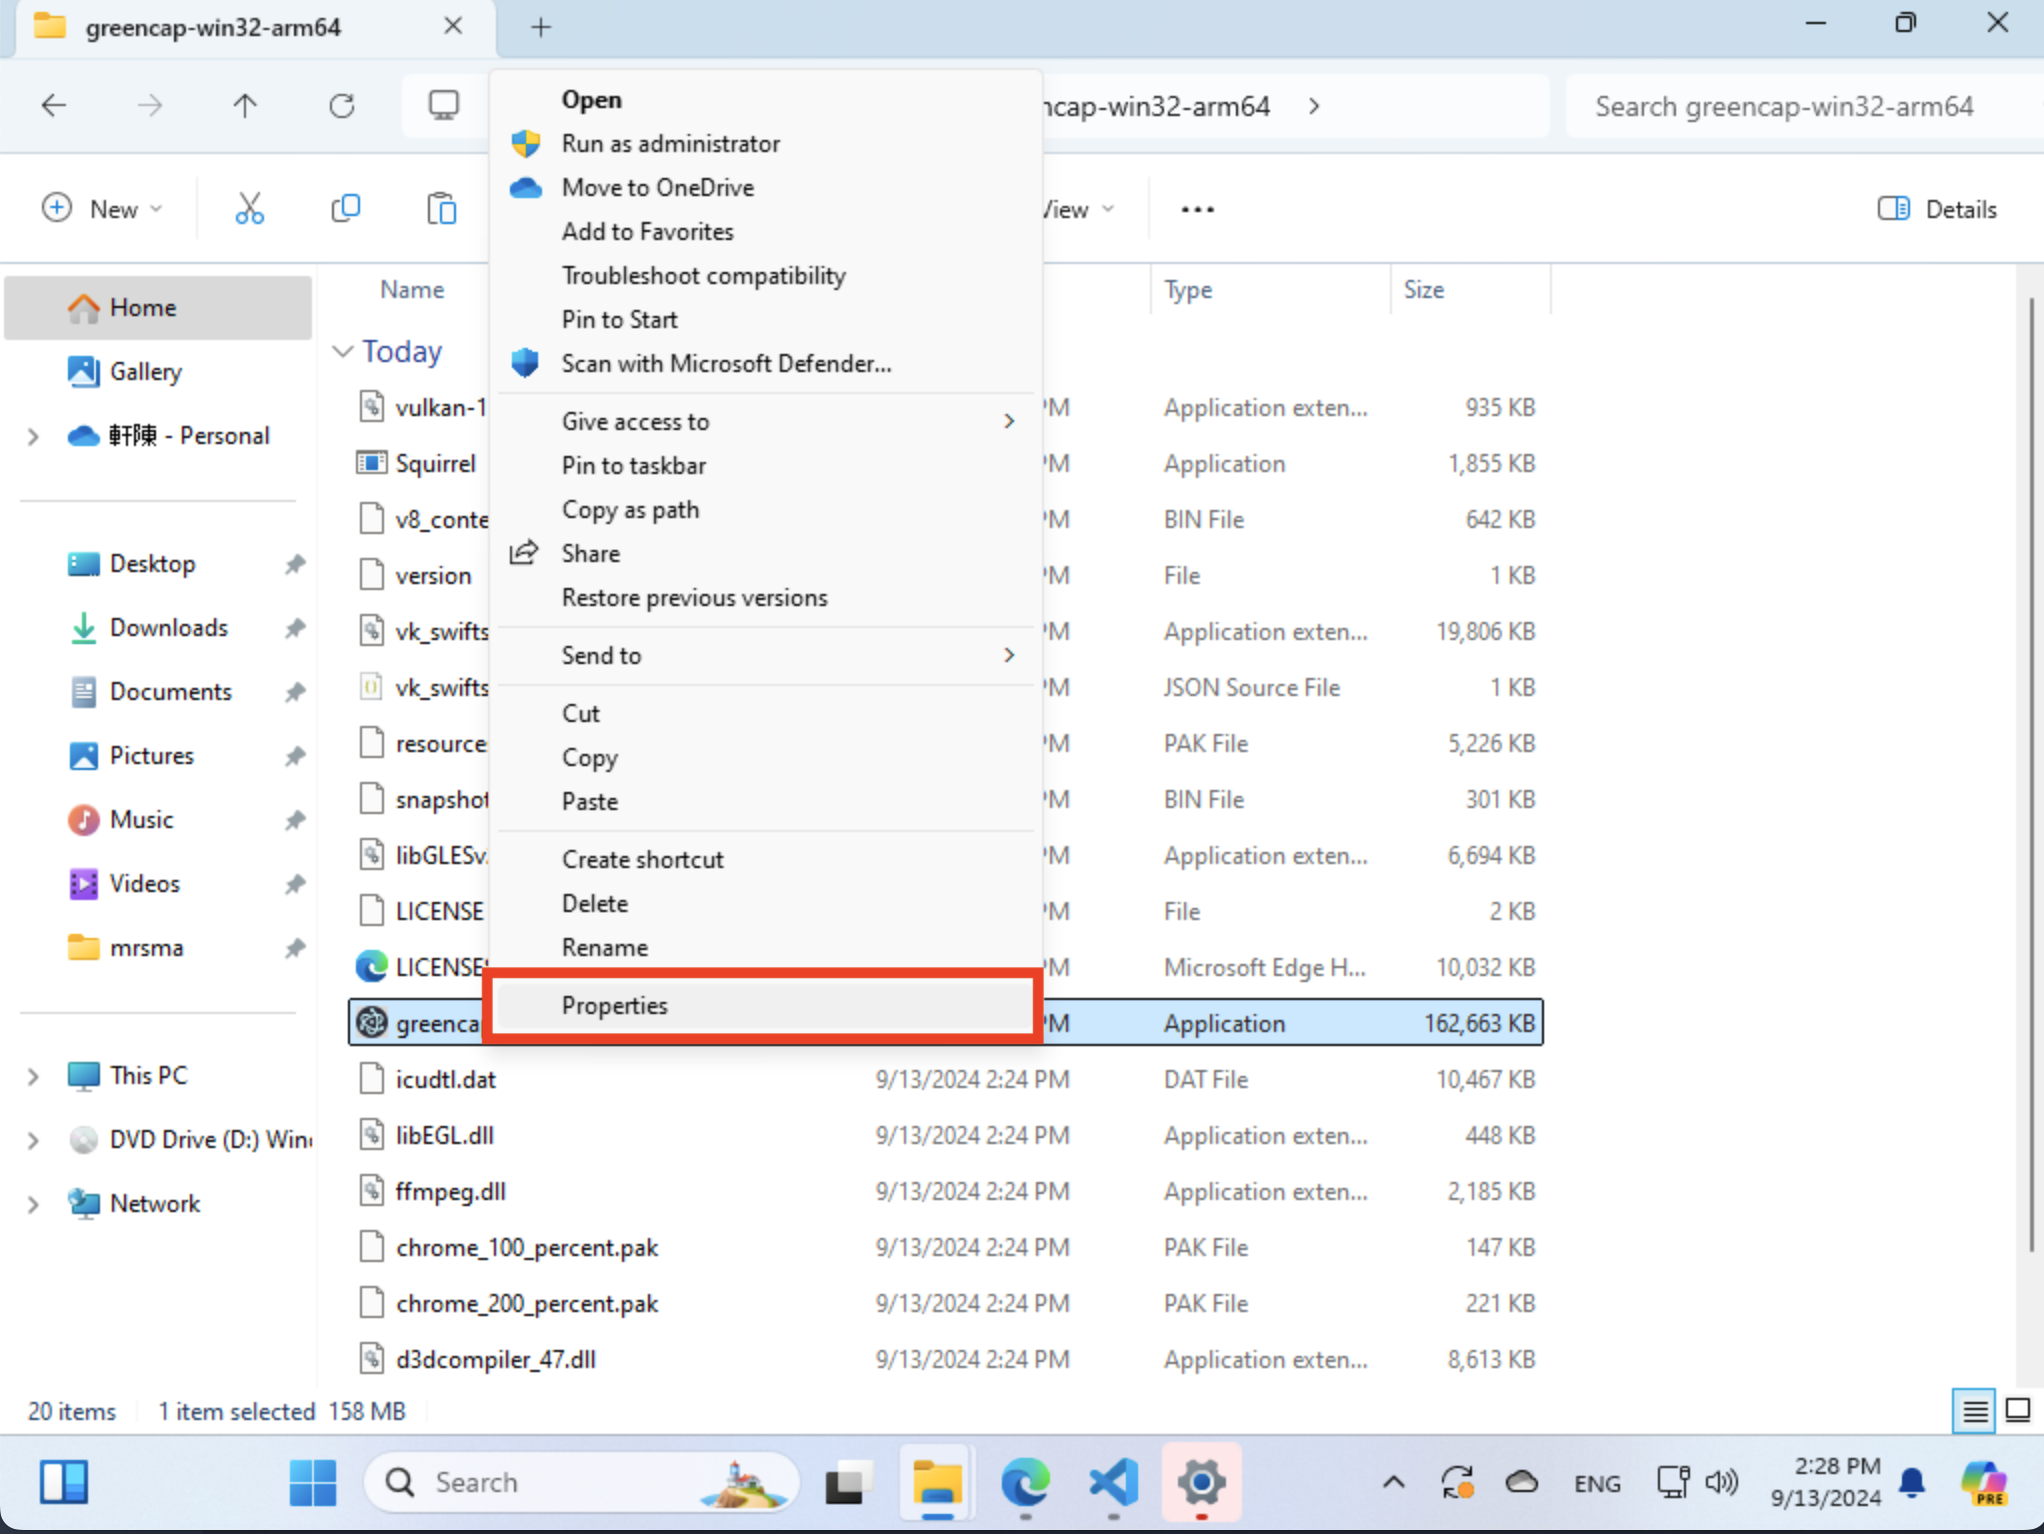 greencap-win32-arm64
ncap-win32-arm64
Search greencap-win32-arm64
New
View
Details
Open
Run as administrator
Move to OneDrive
Add to Favorites
Troubleshoot compatibility
Pin to Start
Scan with Microsoft Defender...
Give access to
Pin to taskbar
Copy as path
Share
Restore previous versions
Send to
Cut
Copy
Paste
Create shortcut
Delete
Rename
Properties
Home
Gallery
軒陳 - Personal
Desktop
Downloads
Documents
Pictures
Music
Videos
mrsma
This PC
DVD Drive (D:) Win
Network
Name Type Size
Today
vulkan-1 PM Application exten... 935 KB
Squirrel PM Application 1,855 KB
v8_conte PM BIN File 642 KB
version PM File 1 KB
vk_swifts PM Application exten... 19,806 KB
vk_swifts PM JSON Source File 1 KB
resource PM PAK File 5,226 KB
snapshot PM BIN File 301 KB
libGLESv PM Application exten... 6,694 KB
LICENSE PM File 2 KB
LICENSES PM Microsoft Edge H... 10,032 KB
greenca PM Application 162,663 KB
icudtl.dat 9/13/2024 2:24 PM DAT File 10,467 KB
libEGL.dll 9/13/2024 2:24 PM Application exten... 448 KB
ffmpeg.dll 9/13/2024 2:24 PM Application exten... 2,185 KB
chrome_100_percent.pak 9/13/2024 2:24 PM PAK File 147 KB
chrome_200_percent.pak 9/13/2024 2:24 PM PAK File 221 KB
d3dcompiler_47.dll 9/13/2024 2:24 PM Application exten... 8,613 KB
20 items 1 item selected 158 MB
Search
ENG
2:28 PM
9/13/2024
PRE